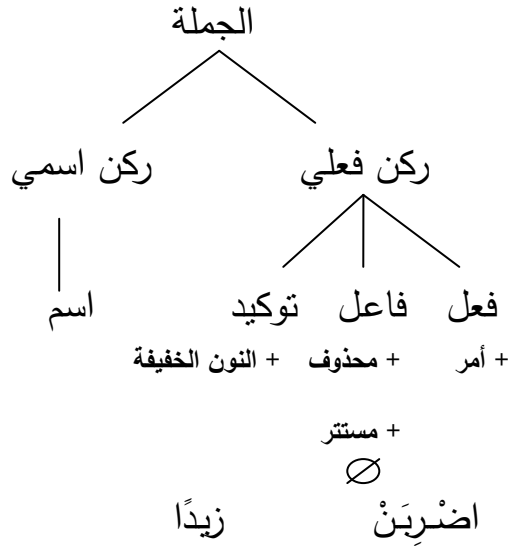 الجملة
ركن فعلي ركن اسمي
فعل فاعل توكيد اسم
+ أمر + محذوف + النون الخفيفة
+ مستتر
∅
اضْرِبَنْ زيدًا